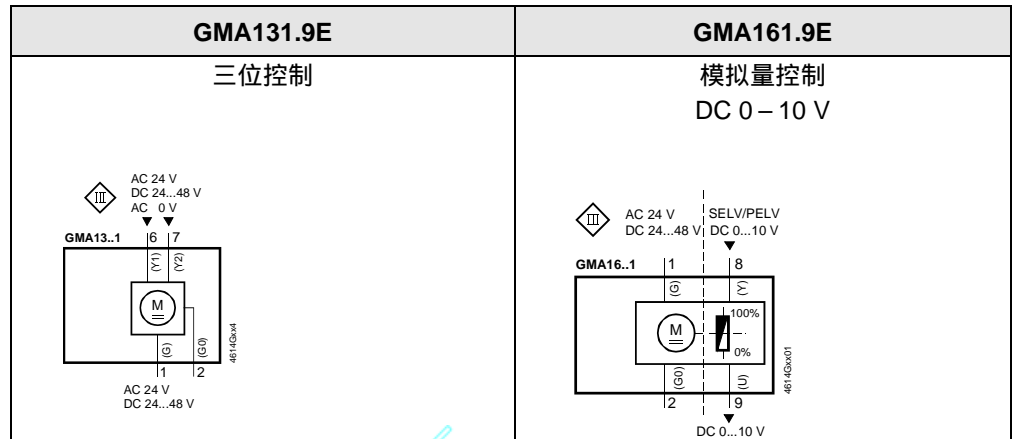 GMA131.9E
GMA161.9E
三位控制
模拟量控制
DC 0 – 10 V
III
AC 24 V
DC 24...48 V
AC 0 V
GMA13..1
6
7
(Y1)
(Y2)
M
(G)
(G0)
1
2
4614Gxx4
AC 24 V
DC 24...48 V
III
AC 24 V
DC 24...48 V
SELV/PELV
DC 0...10 V
GMA16..1
1
8
(G)
(Y)
M
100%
0%
(G0)
(U)
2
9
4614Gxx01
DC 0...10 V